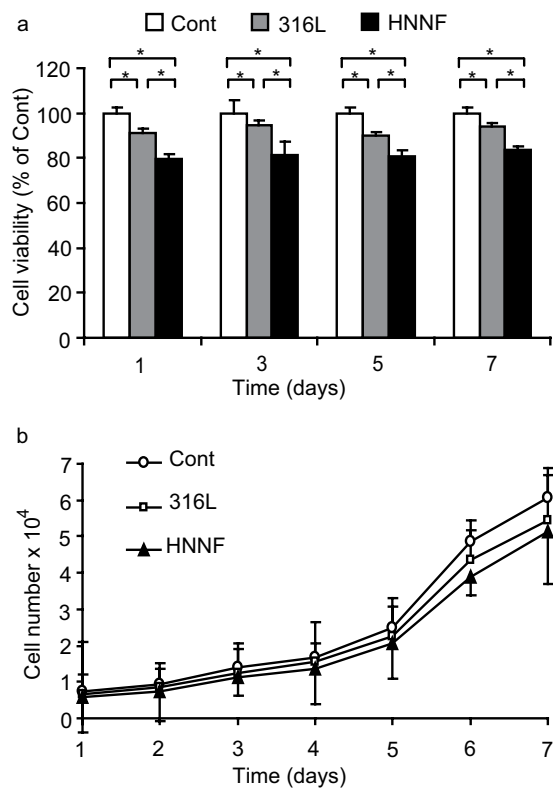 a
Cont 316L HNNF
* * * *
* * * * * * * *
120
100
80
60
40
20
0
Cell viability (% of Cont)
1 3 5 7
Time (days)
b
Cont
316L
HNNF
7
6
5
4
3
2
1
0
Cell number x 10⁴
1 2 3 4 5 6 7
Time (days)